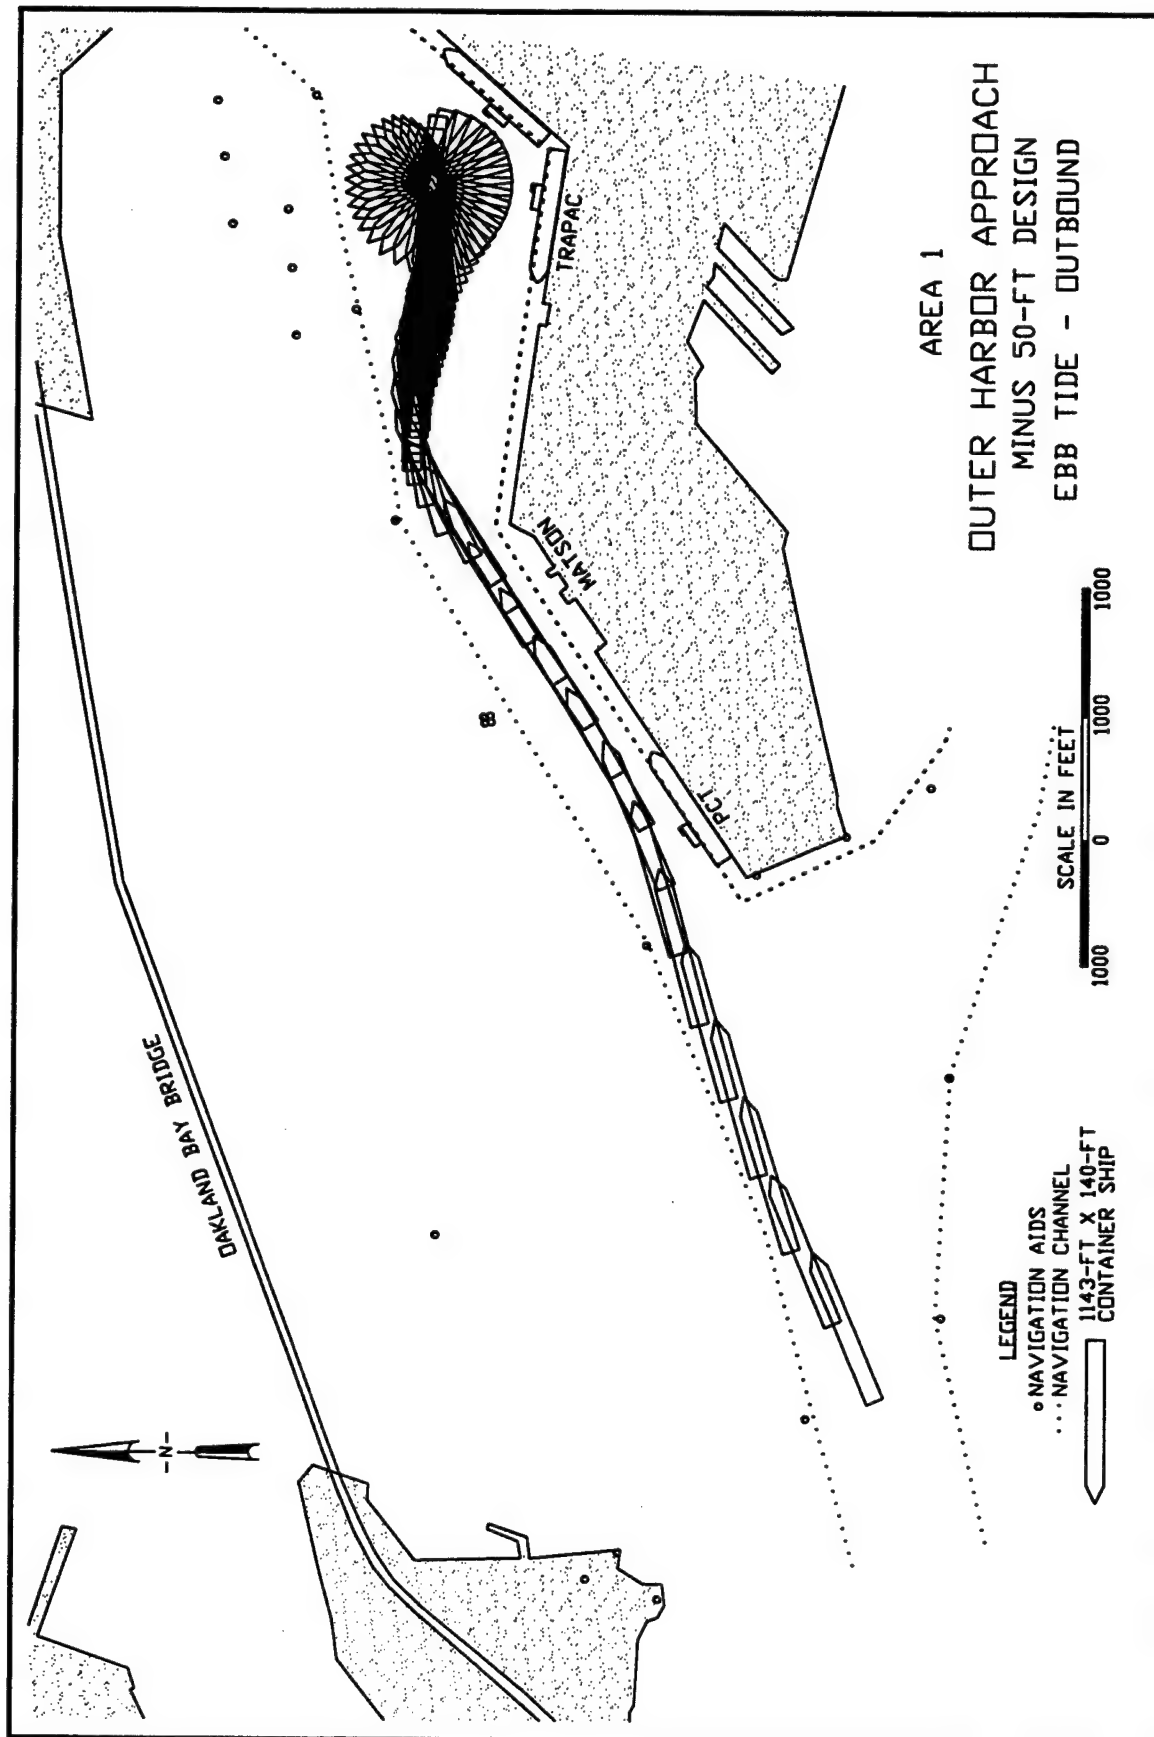 OAKLAND BAY BRIDGE
-N-
TRAPAC
MATSON
PCT
AREA 1
OUTER HARBOR APPROACH
MINUS 50-FT DESIGN
EBB TIDE - OUTBOUND
SCALE IN FEET
1000 0 1000 1000
LEGEND
NAVIGATION AIDS
NAVIGATION CHANNEL
1143-FT X 140-FT
CONTAINER SHIP